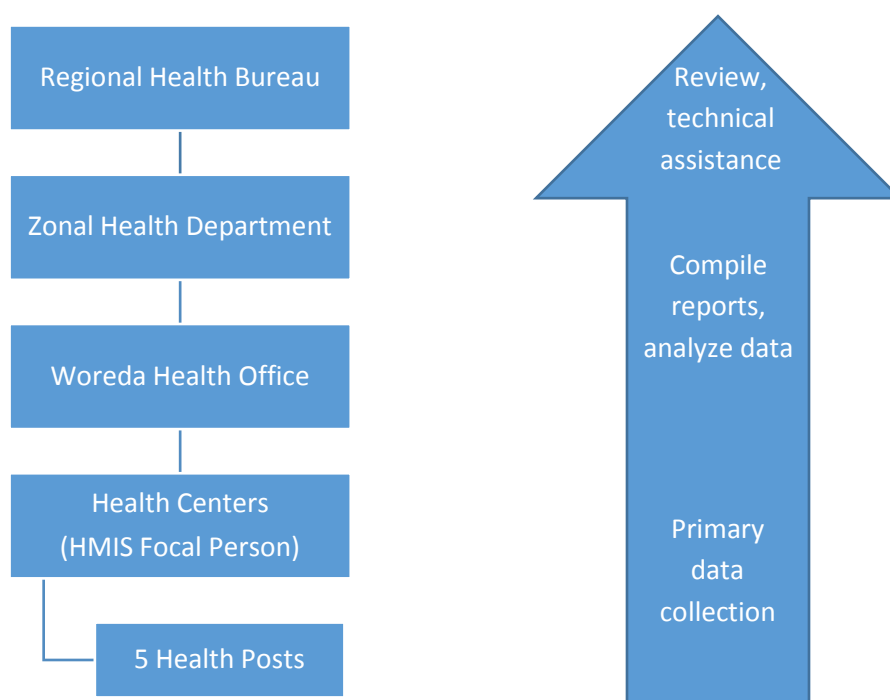 Regional Health Bureau
Zonal Health Department
Woreda Health Office
Health Centers
(HMIS Focal Person)
5 Health Posts
Review,
technical
assistance
Compile
reports,
analyze data
Primary
data
collection